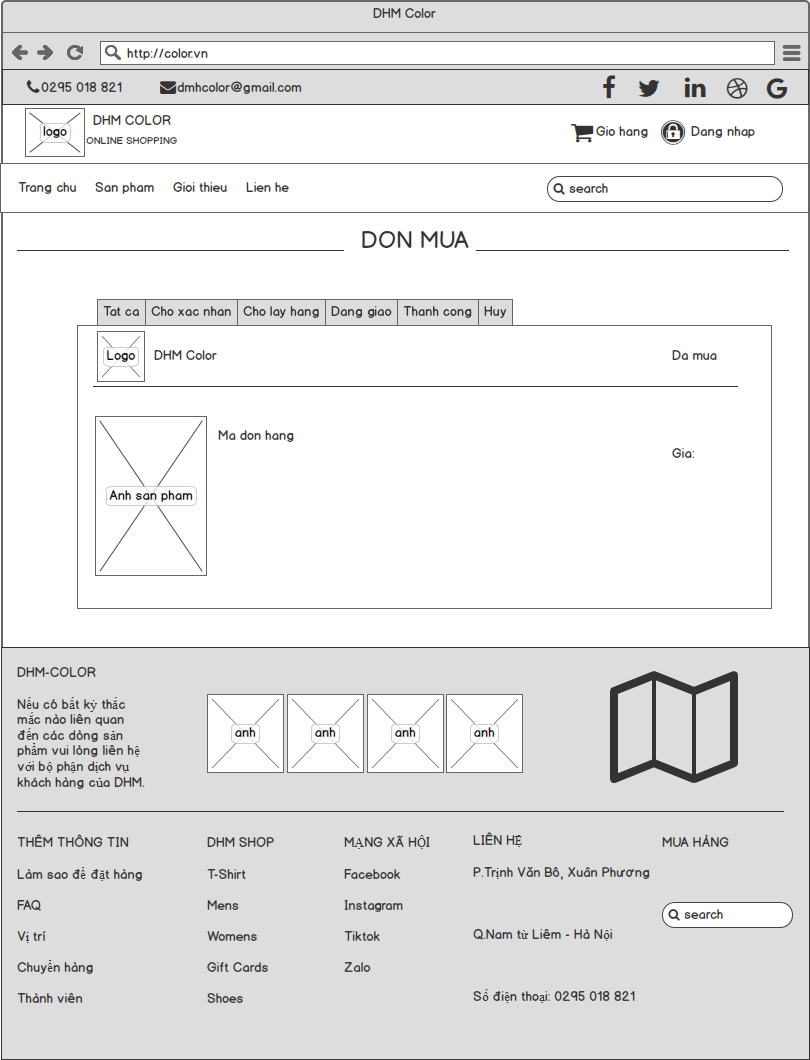 DHM Color
http://color.vn
0295 018 821
dmhcolor@gmail.com
logo
DHM COLOR
ONLINE SHOPPING
Gio hang
Dang nhap
Trang chu
San pham
Gioi thieu
Lien he
search
DON MUA
Tat ca
Cho xac nhan
Cho lay hang
Dang giao
Thanh cong
Huy
Logo
DHM Color
Da mua
Ma don hang
Gia:
Anh san pham
DHM-COLOR
Nếu có bất kỳ thắc
mắc nào liên quan
đến các dòng sản
phẩm vui lòng liên hệ
với bộ phận dịch vụ
khách hàng của DHM.
anh
anh
anh
anh
THÊM THÔNG TIN
Làm sao để đặt hàng
FAQ
Vị trí
Chuyển hàng
Thành viên
DHM SHOP
T-Shirt
Mens
Womens
Gift Cards
Shoes
MẠNG XÃ HỘI
Facebook
Instagram
Tiktok
Zalo
LIÊN HỆ
P.Trịnh Văn Bô, Xuân Phương
Q.Nam từ Liêm - Hà Nội
Số điện thoại: 0295 018 821
MUA HÀNG
search